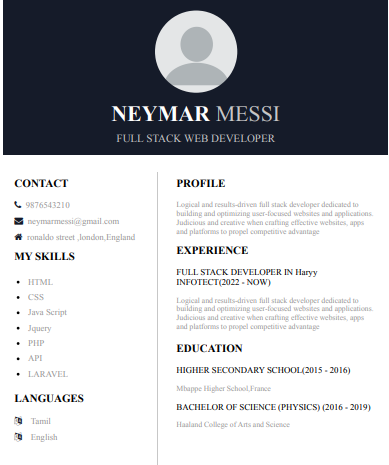 NEYMAR MESSI
FULL STACK WEB DEVELOPER
CONTACT
9876543210
neymarmessi@gmail.com
ronaldo street ,london,England
MY SKILLS
HTML
CSS
Java Script
Jquery
PHP
API
LARAVEL
LANGUAGES
Tamil
English
PROFILE
Logical and results-driven full stack developer dedicated to
building and optimizing user-focused websites and applications.
Judicious and creative when crafting effective websites, apps
and platforms to propel competitive advantage
EXPERIENCE
FULL STACK DEVELOPER IN Haryy
INFOTECT(2022 - NOW)
Logical and results-driven full stack developer dedicated to
building and optimizing user-focused websites and applications.
Judicious and creative when crafting effective websites, apps
and platforms to propel competitive advantage
EDUCATION
HIGHER SECONDARY SCHOOL(2015 - 2016)
Mbappe Higher School,France
BACHELOR OF SCIENCE (PHYSICS) (2016 - 2019)
Haaland College of Arts and Science